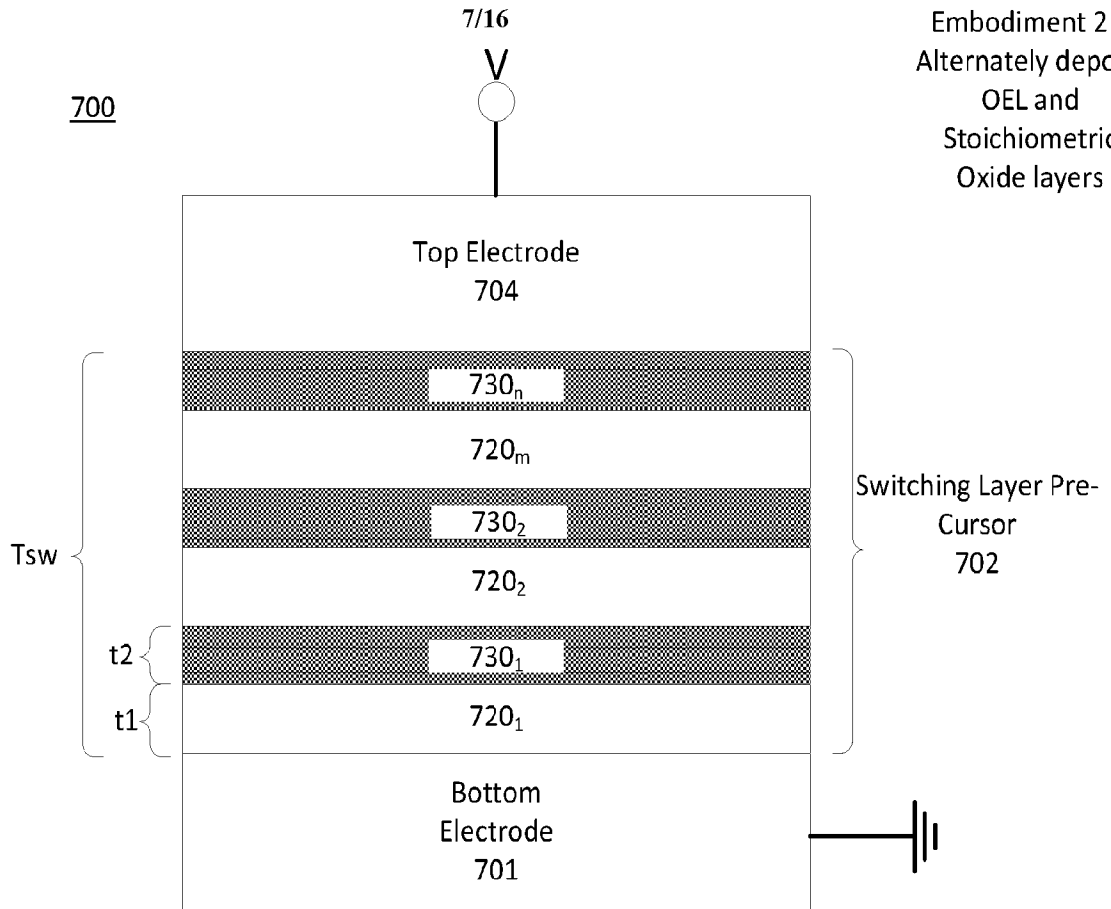 7/16
V
700
Embodiment 2
Alternately depo
OEL and
Stoichiometric
Oxide layers
Top Electrode
704
730n
720m
730₂
Switching Layer Pre-
Cursor
702
Tsw
720₂
t2
730₁
t1
720₁
Bottom
Electrode
701